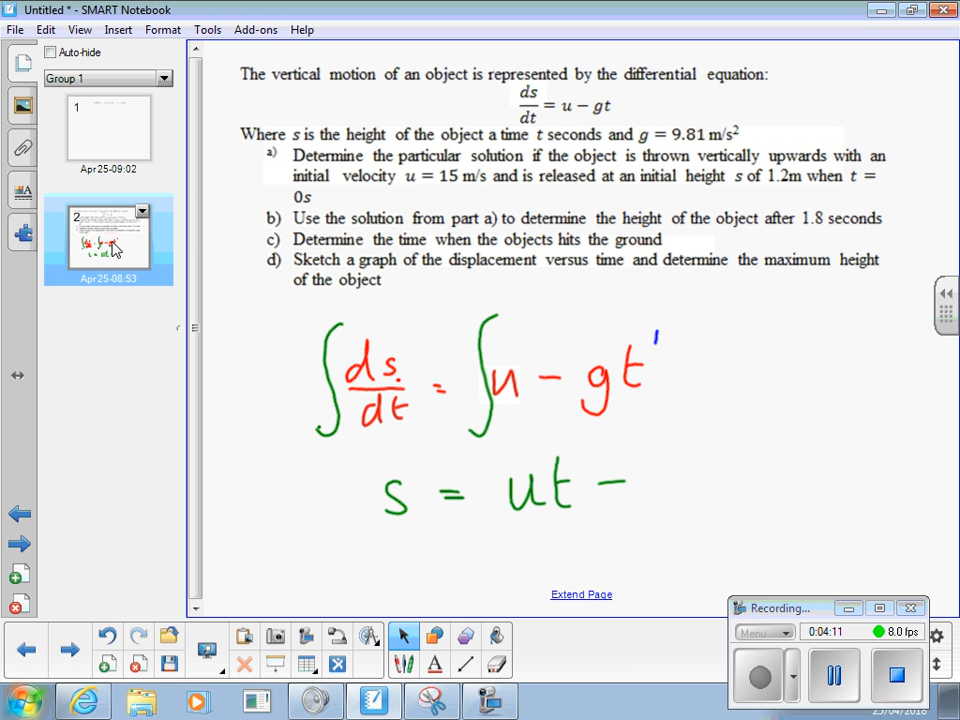 Untitled * - SMART Notebook
File Edit View Insert Format Tools Add-ons Help
Auto-hide
Group 1
1
Apr25-09:02
2
Apr25-08:53
The vertical motion of an object is represented by the differential equation:
ds/dt = u − gt
Where s is the height of the object a time t seconds and g = 9.81 m/s²
a) Determine the particular solution if the object is thrown vertically upwards with an
initial velocity u = 15 m/s and is released at an initial height s of 1.2m when t =
0s
b) Use the solution from part a) to determine the height of the object after 1.8 seconds
c) Determine the time when the objects hits the ground
d) Sketch a graph of the displacement versus time and determine the maximum height
of the object
∫ ds/dt = ∫ u − gt'
s = ut −
Extend Page
Recording...
Menu
0:04:11
8.0 fps